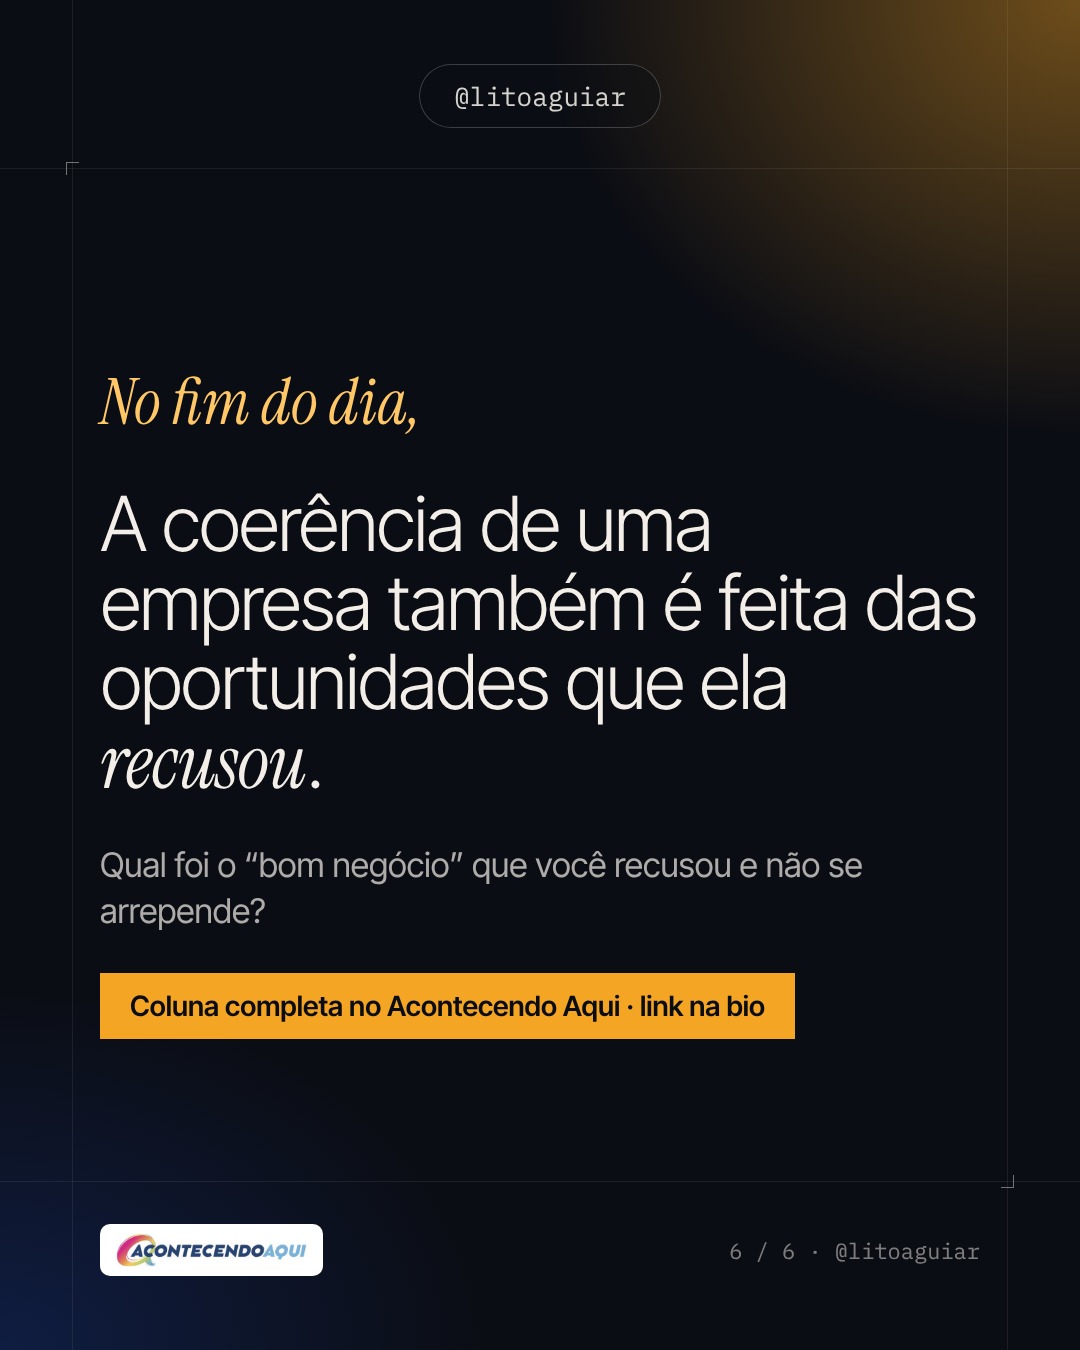 @litoaguiar
No fim do dia,
A coerência de uma
empresa também é feita das
oportunidades que ela
recusou.
Qual foi o “bom negócio” que você recusou e não se
arrepende?
Coluna completa no Acontecendo Aqui · link na bio
ACONTECENDOAQUI
6 / 6 · @litoaguiar